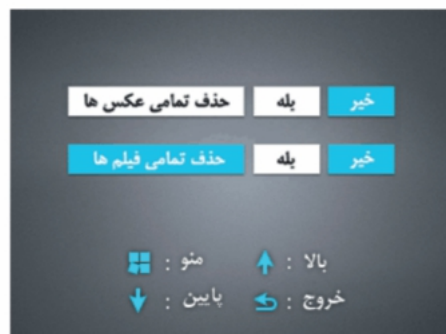 خیر بله حذف تمامی عکس ها
خیر بله حذف تمامی فیلم ها
بالا : منو :
خروج : پایین :